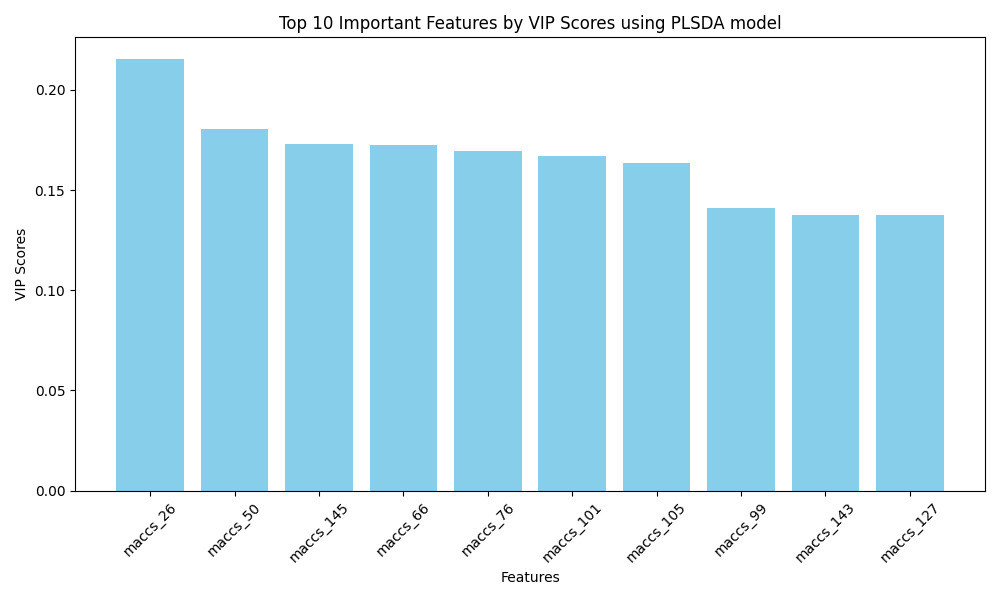 Top 10 Important Features by VIP Scores using PLSDA model
VIP Scores
0.20
0.15
0.10
0.05
0.00
maccs_26
maccs_50
maccs_145
maccs_66
maccs_76
maccs_101
maccs_105
maccs_99
maccs_143
maccs_127
Features